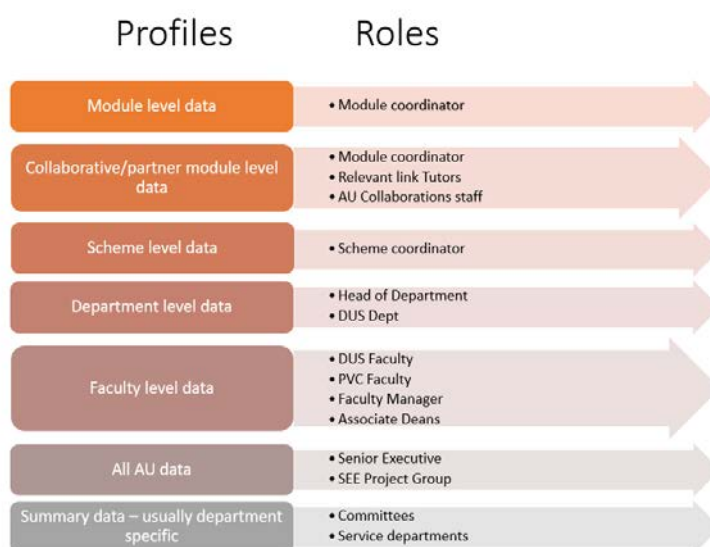 Profiles Roles
Module level data
• Module coordinator
Collaborative/partner module level
data
• Module coordinator
• Relevant link Tutors
• AU Collaborations staff
Scheme level data
• Scheme coordinator
Department level data
• Head of Department
• DUS Dept
Faculty level data
• DUS Faculty
• PVC Faculty
• Faculty Manager
• Associate Deans
All AU data
• Senior Executive
• SEE Project Group
Summary data – usually department
specific
• Committees
• Service departments